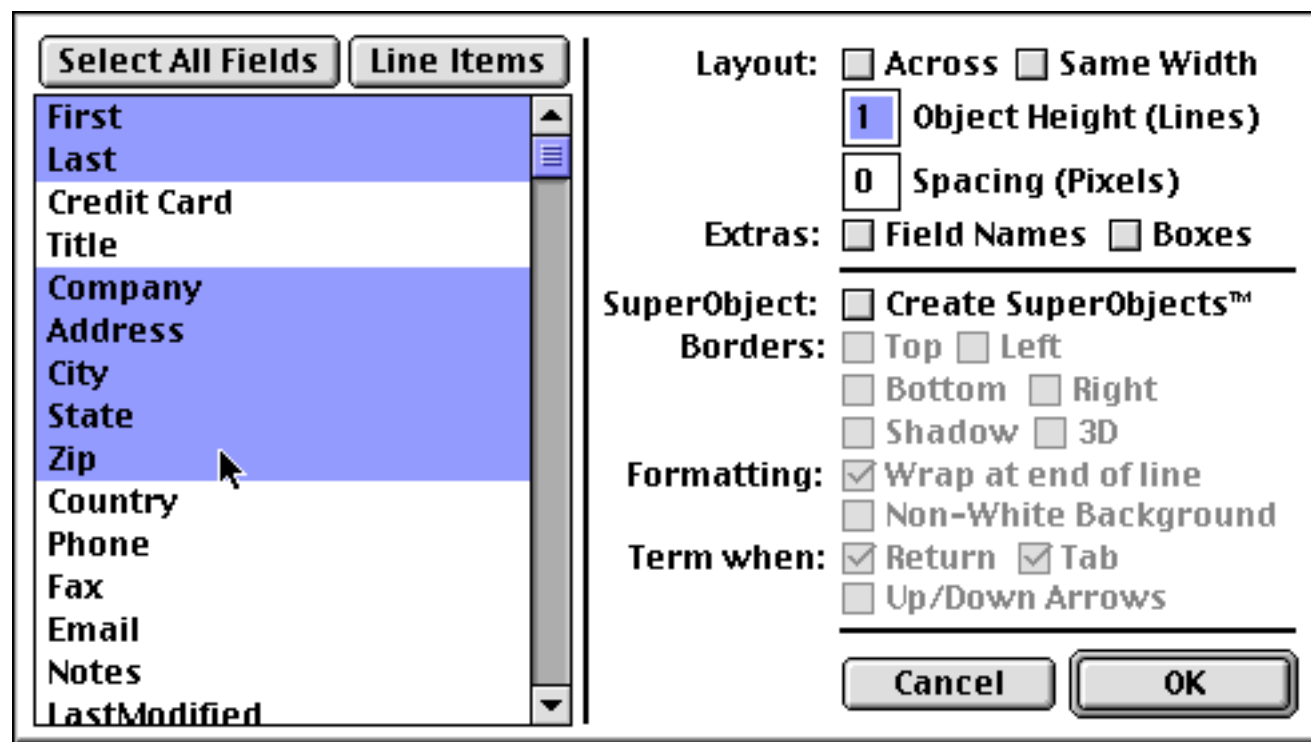 Select All Fields
Line Items
First
Last
Credit Card
Title
Company
Address
City
State
Zip
Country
Phone
Fax
Email
Notes
LastModified
Layout: Across Same Width
1 Object Height (Lines)
0 Spacing (Pixels)
Extras: Field Names Boxes
SuperObject: Create SuperObjects™
Borders: Top Left
Bottom Right
Shadow 3D
Formatting: Wrap at end of line
Non-White Background
Term when: Return Tab
Up/Down Arrows
Cancel OK